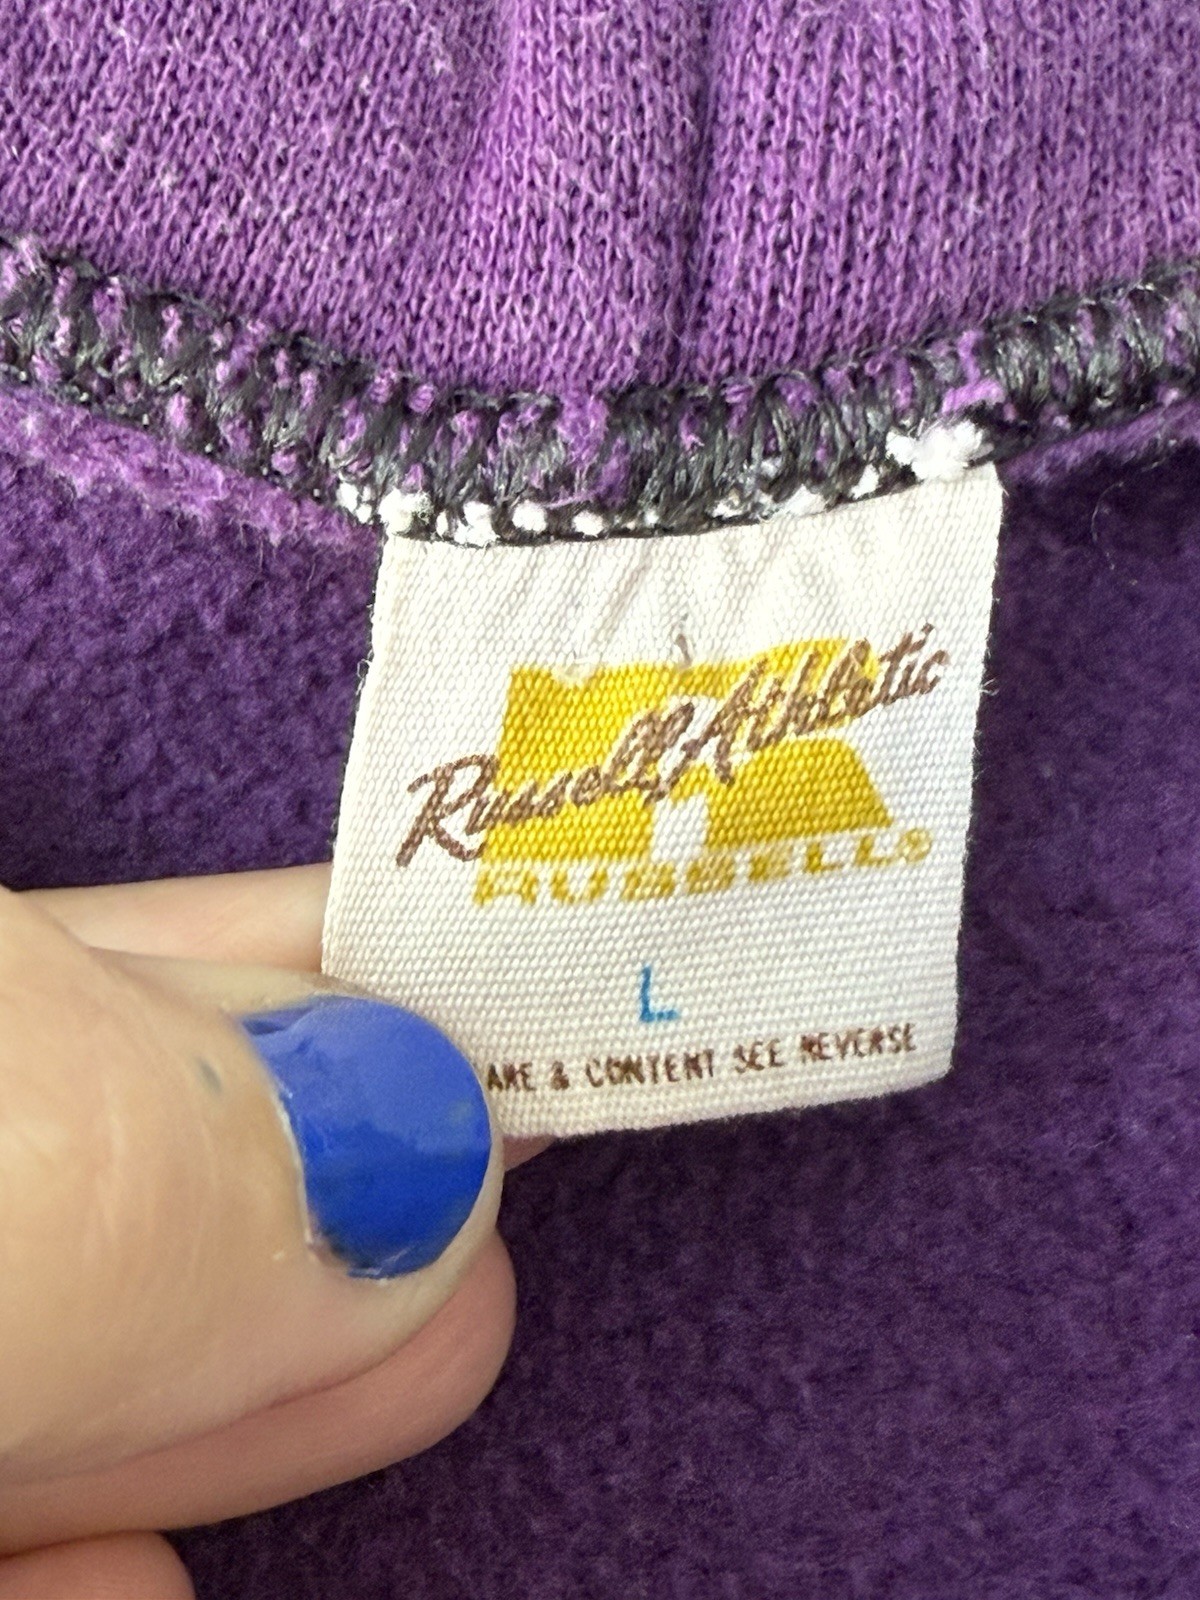 Russell Athletic
RUSSELL®
L
ARE & CONTENT SEE REVERSE